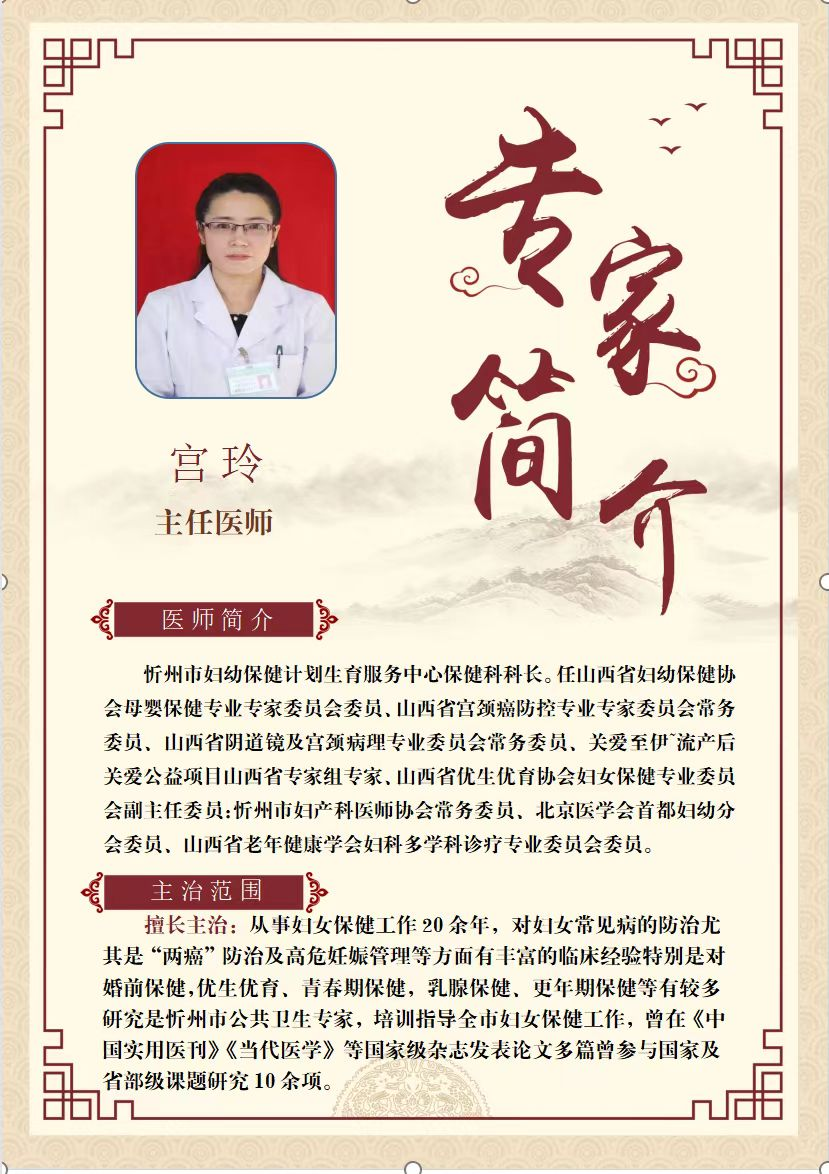 专家简介
宫玲
主任医师
医师简介
忻州市妇幼保健计划生育服务中心保健科科长。任山西省妇幼保健协
会母婴保健专业专家委员会委员、山西省宫颈癌防控专业专家委员会常务
委员、山西省阴道镜及宫颈病理专业委员会常务委员、关爱至伊~流产后
关爱公益项目山西省专家组专家、山西省优生优育协会妇女保健专业委员
会副主任委员;忻州市妇产科医师协会常务委员、北京医学会首都妇幼分
会委员、山西省老年健康学会妇科多学科诊疗专业委员会委员。
主治范围
擅长主治：从事妇女保健工作20余年，对妇女常见病的防治尤
其是“两癌”防治及高危妊娠管理等方面有丰富的临床经验特别是对
婚前保健,优生优育、青春期保健，乳腺保健、更年期保健等有较多
研究是忻州市公共卫生专家，培训指导全市妇女保健工作，曾在《中
国实用医刊》《当代医学》等国家级杂志发表论文多篇曾参与国家及
省部级课题研究10余项。